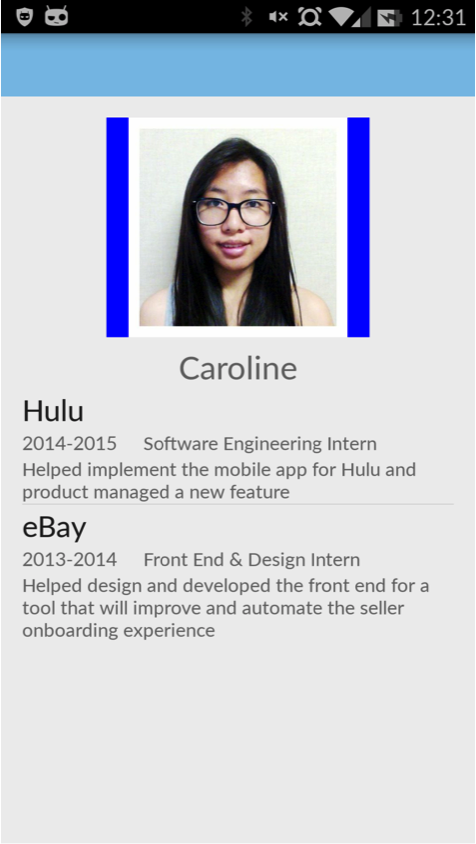 12:31
Caroline
Hulu
2014-2015 Software Engineering Intern
Helped implement the mobile app for Hulu and
product managed a new feature
eBay
2013-2014 Front End & Design Intern
Helped design and developed the front end for a
tool that will improve and automate the seller
onboarding experience